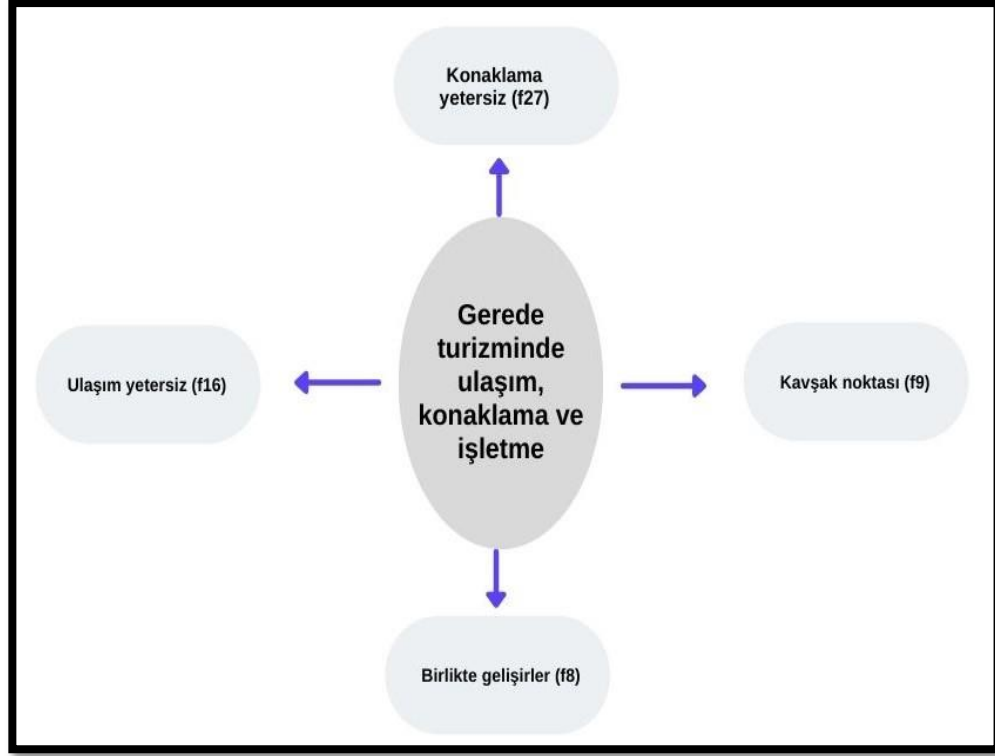 Konaklama
yetersiz (f27)
Gerede
turizminde
ulaşım,
konaklama ve
işletme
Ulaşım yetersiz (f16)
Kavşak noktası (f9)
Birlikte gelişirler (f8)